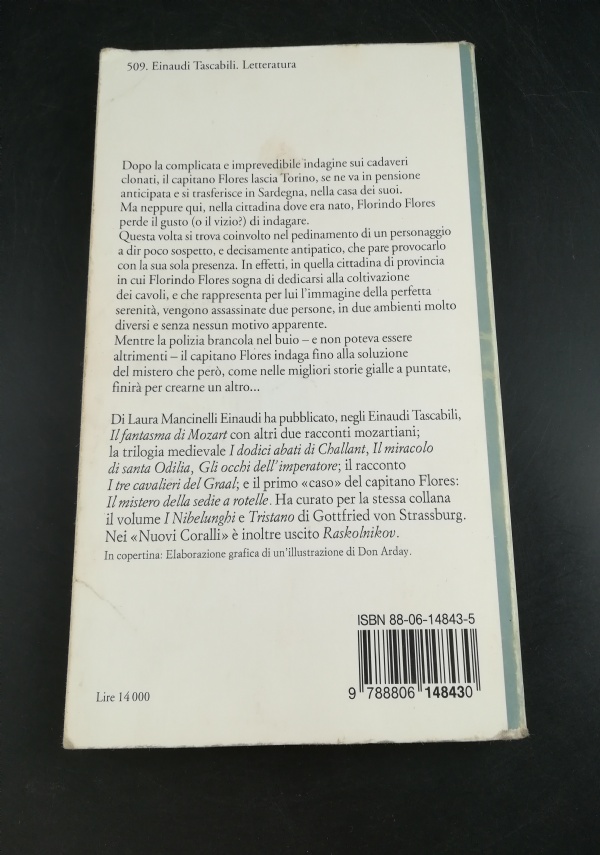 509. Einaudi Tascabili. Letteratura
Dopo la complicata e imprevedibile indagine sui cadaveri
clonati, il capitano Flores lascia Torino, se ne va in pensione
anticipata e si trasferisce in Sardegna, nella casa dei suoi.
Ma neppure qui, nella cittadina dove era nato, Florindo Flores
perde il gusto (o il vizio?) di indagare.
Questa volta si trova coinvolto nel pedinamento di un personaggio
a dir poco sospetto, e decisamente antipatico, che pare provocarlo
con la sua sola presenza. In effetti, in quella cittadina di provincia
in cui Florindo Flores sogna di dedicarsi alla coltivazione
dei cavoli, e che rappresenta per lui l'immagine della perfetta
serenità, vengono assassinate due persone, in due ambienti molto
diversi e senza nessun motivo apparente.
Mentre la polizia brancola nel buio – e non poteva essere
altrimenti – il capitano Flores indaga fino alla soluzione
del mistero che però, come nelle migliori storie gialle a puntate,
finirà per crearne un altro...
Di Laura Mancinelli Einaudi ha pubblicato, negli Einaudi Tascabili,
Il fantasma di Mozart con altri due racconti mozartiani;
la trilogia medievale I dodici abati di Challant, Il miracolo
di santa Odilia, Gli occhi dell'imperatore; il racconto
I tre cavalieri del Graal; e il primo «caso» del capitano Flores:
Il mistero della sedie a rotelle. Ha curato per la stessa collana
il volume I Nibelunghi e Tristano di Gottfried von Strassburg.
Nei «Nuovi Coralli» è inoltre uscito Raskolnikov.
In copertina: Elaborazione grafica di un'illustrazione di Don Arday.
ISBN 88-06-14843-5
9 788806 148430
Lire 14 000